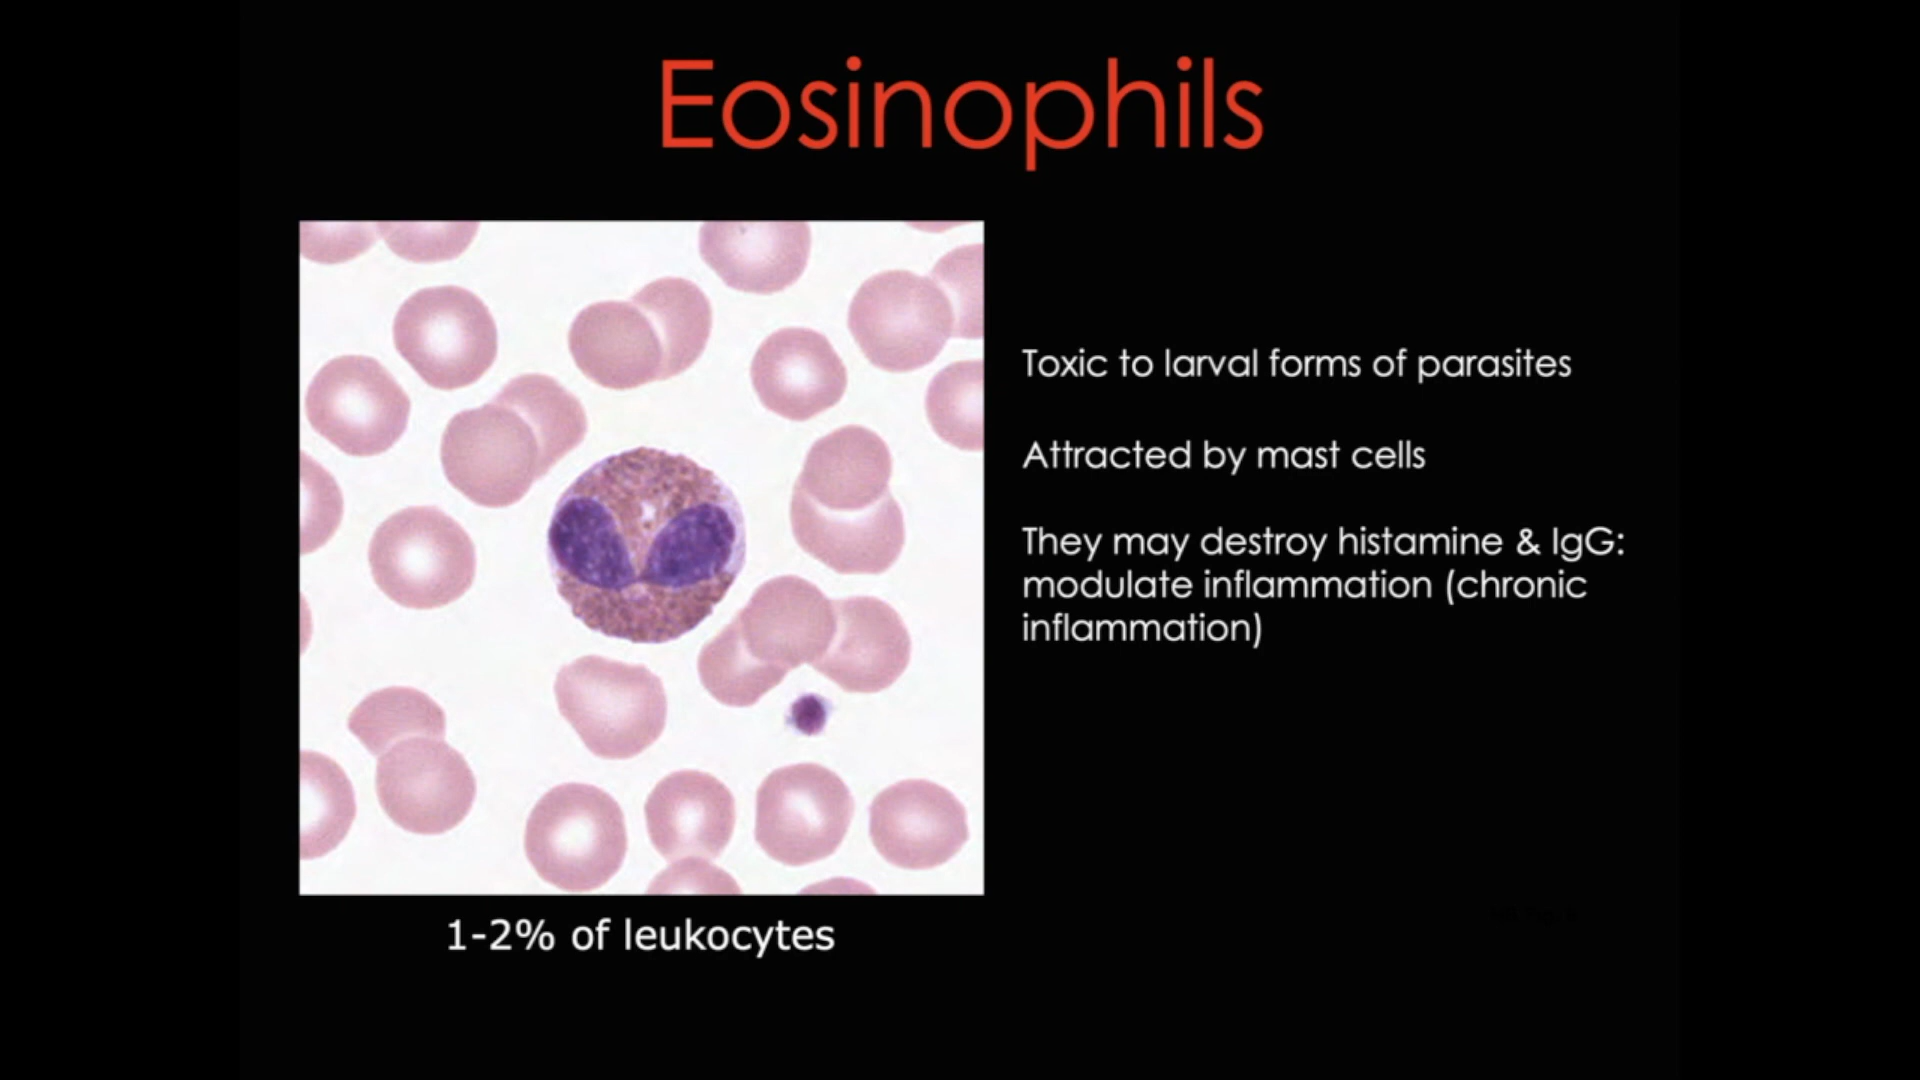 Eosinophils
Toxic to larval forms of parasites
Attracted by mast cells
They may destroy histamine & IgG:
modulate inflammation (chronic
inflammation)
1-2% of leukocytes